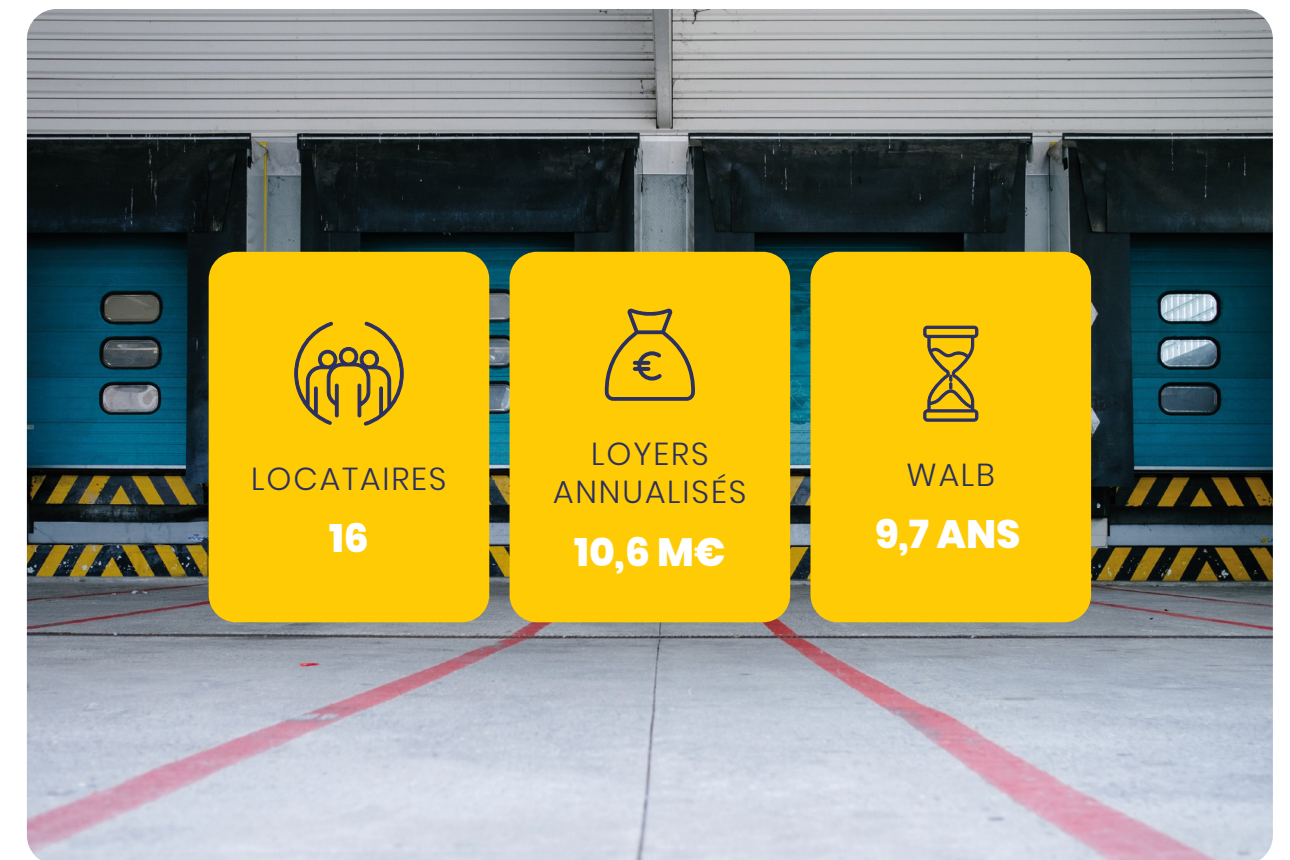 LOCATAIRES
16
LOYERS
ANNUALISÉS
10,6 M€
WALB
9,7 ANS